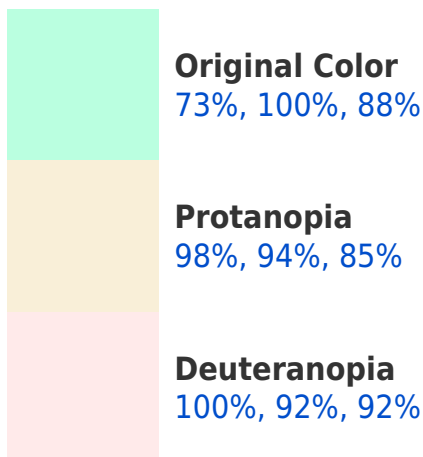 Original Color
73%, 100%, 88%
Protanopia
98%, 94%, 85%
Deuteranopia
100%, 92%, 92%